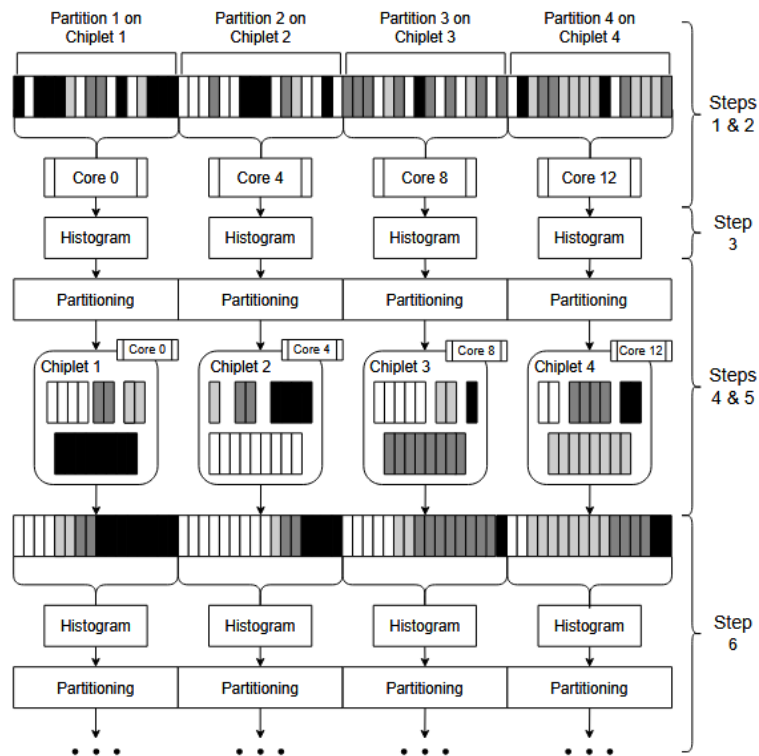 Partition 1 on
Chiplet 1
Partition 2 on
Chiplet 2
Partition 3 on
Chiplet 3
Partition 4 on
Chiplet 4
Steps
1 & 2
Core 0
Core 4
Core 8
Core 12
Histogram
Histogram
Histogram
Histogram
Step
3
Partitioning
Partitioning
Partitioning
Partitioning
Core 0
Core 4
Core 8
Core 12
Chiplet 1
Chiplet 2
Chiplet 3
Chiplet 4
Steps
4 & 5
Histogram
Histogram
Histogram
Histogram
Step
6
Partitioning
Partitioning
Partitioning
Partitioning
• • •
• • •
• • •
• • •